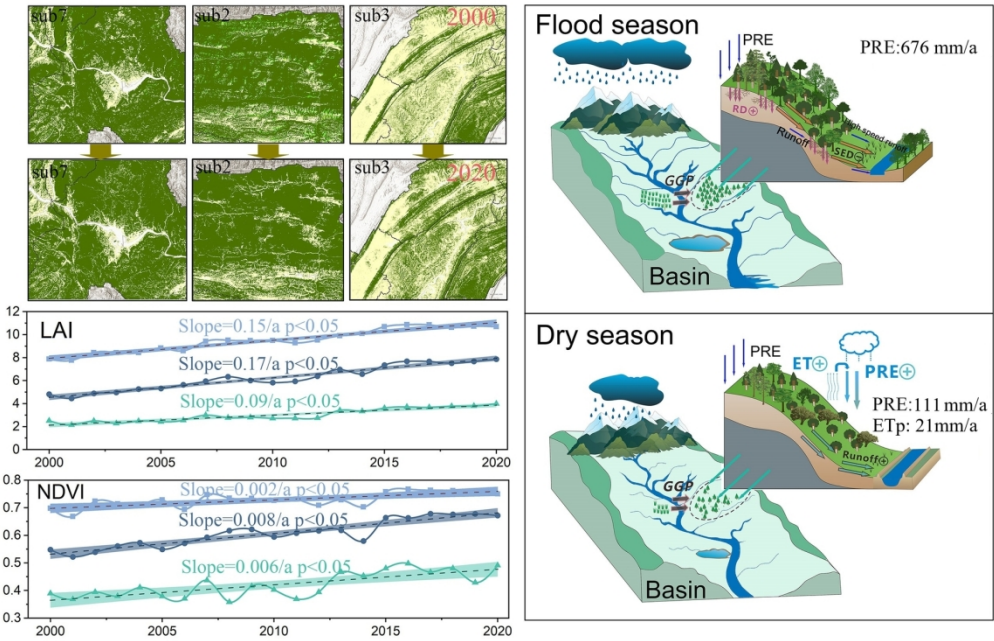 sub7
sub2
sub3
2000
sub7
sub2
sub3
2020
LAI
Slope=0.15/a p<0.05
Slope=0.17/a p<0.05
Slope=0.09/a p<0.05
12
10
8
6
4
2
0
2000
2005
2010
2015
2020
NDVI
Slope=0.002/a p<0.05
Slope=0.008/a p<0.05
Slope=0.006/a p<0.05
0.8
0.7
0.6
0.5
0.4
0.3
2000
2005
2010
2015
2020
Flood season
PRE
PRE:676 mm/a
RD⊕
High speed runoff
Runoff
SED⊖
GGP
Basin
Dry season
PRE
ET⊕
PRE⊕
PRE:111 mm/a
ETp: 21mm/a
Runoff⊕
GGP
Basin